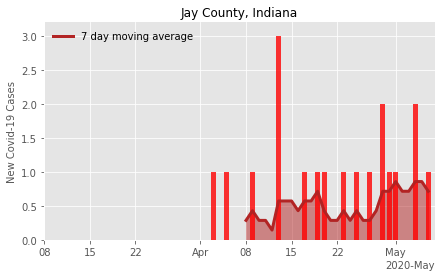 Jay County, Indiana
7 day moving average
New Covid-19 Cases
3.0
2.5
2.0
1.5
1.0
0.5
0.0
08 15 22 Apr 08 15 22 May
2020-May